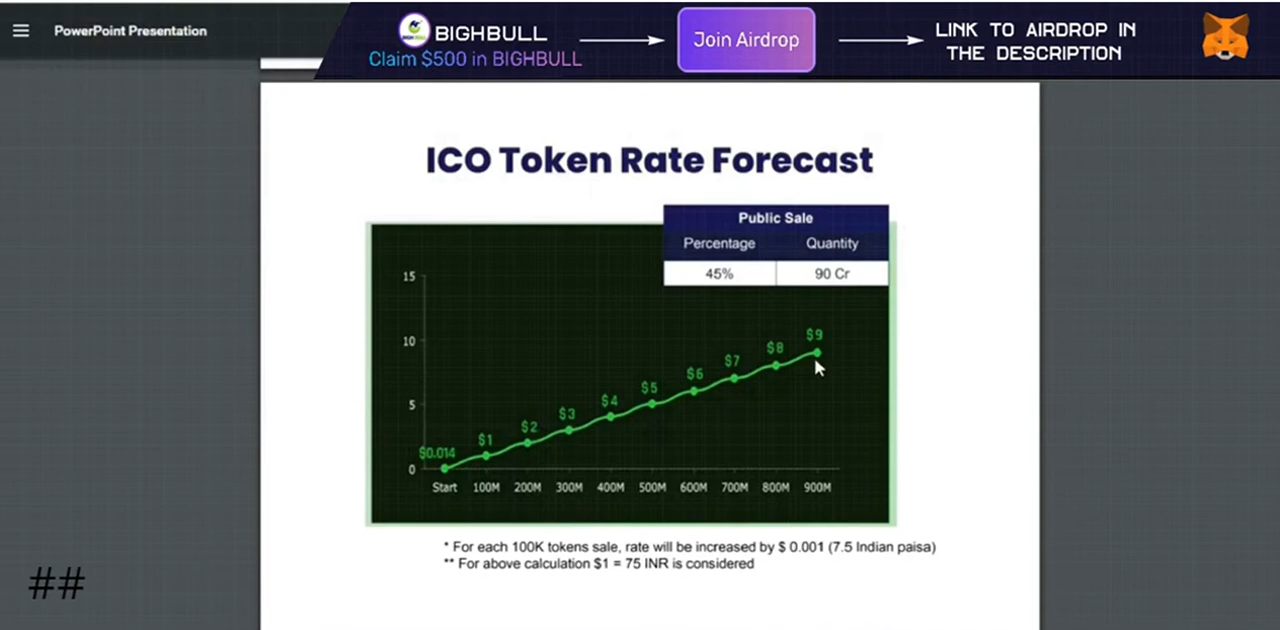 PowerPoint Presentation
BIGHBULL
Claim $500 in BIGHBULL
Join Airdrop
LINK TO AIRDROP IN
THE DESCRIPTION
ICO Token Rate Forecast
Public Sale
Percentage Quantity
45% 90 Cr
15
10
5
0
$0.014 $1 $2 $3 $4 $5 $6 $7 $8 $9
Start 100M 200M 300M 400M 500M 600M 700M 800M 900M
* For each 100K tokens sale, rate will be increased by $ 0.001 (7.5 Indian paisa)
** For above calculation $1 = 75 INR is considered
##